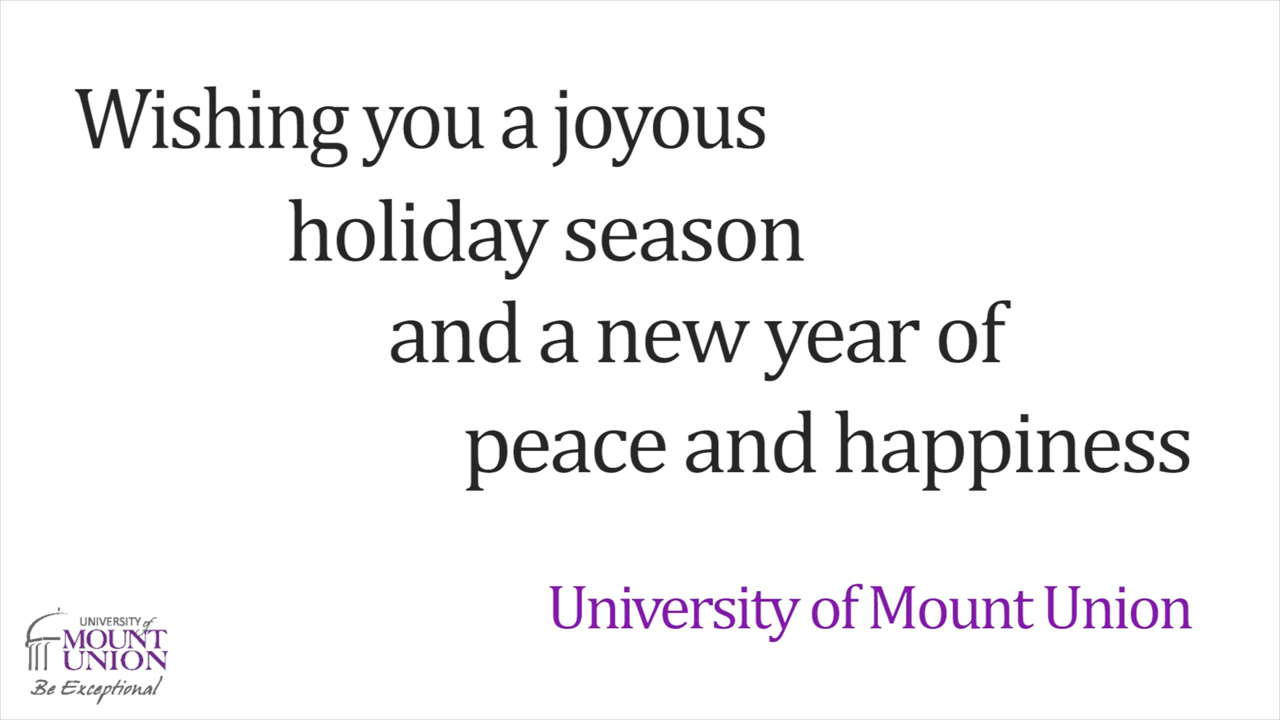 Wishing you a joyous
holiday season
and a new year of
peace and happiness
University of Mount Union
UNIVERSITY of
MOUNT
UNION
Be Exceptional